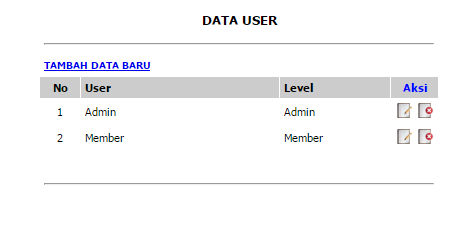 DATA USER
TAMBAH DATA BARU
No User Level Aksi
1 Admin Admin
2 Member Member